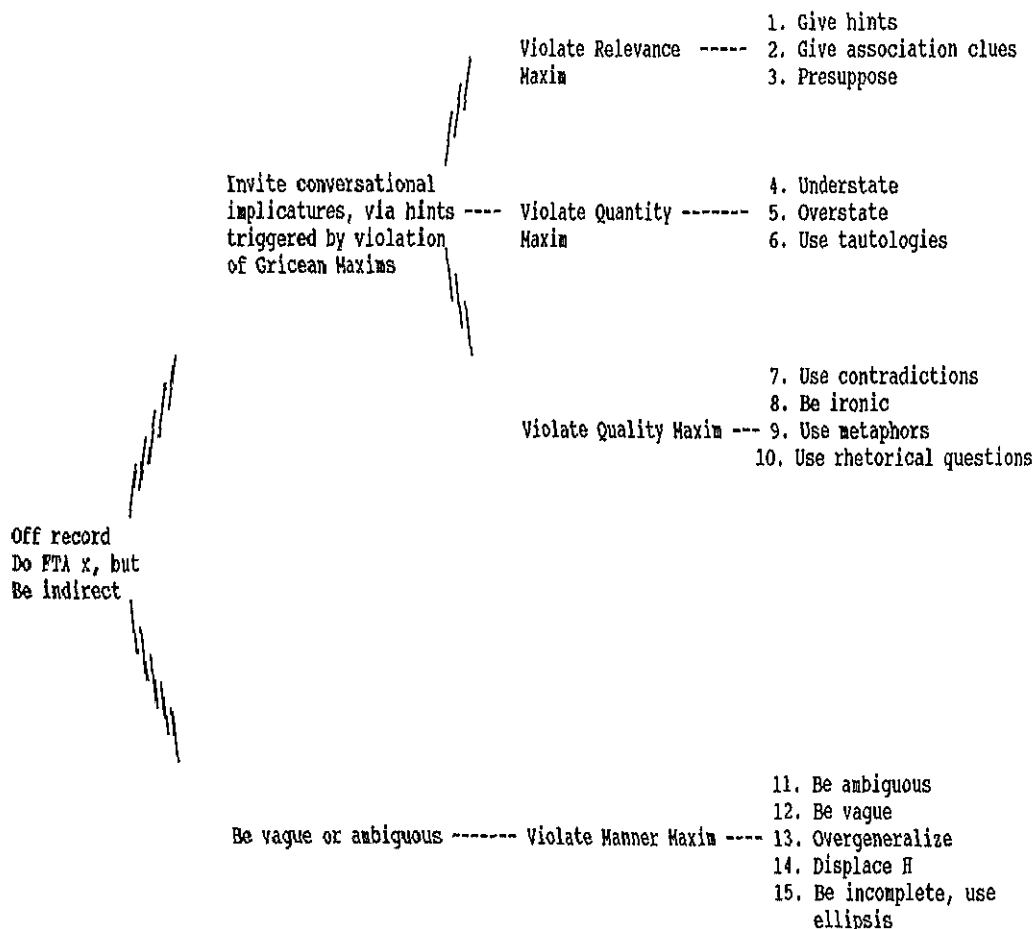 1. Give hints
Violate Relevance ----- 2. Give association clues
Maxim 3. Presuppose
Invite conversational 4. Understate
implicatures, via hints ---- Violate Quantity ------- 5. Overstate
triggered by violation Maxim 6. Use tautologies
of Gricean Maxims
7. Use contradictions
8. Be ironic
Violate Quality Maxim --- 9. Use metaphors
10. Use rhetorical questions
Off record
Do FTA x, but
Be indirect
11. Be ambiguous
12. Be vague
Be vague or ambiguous ------- Violate Manner Maxim ---- 13. Overgeneralize
14. Displace H
15. Be incomplete, use
ellipsis